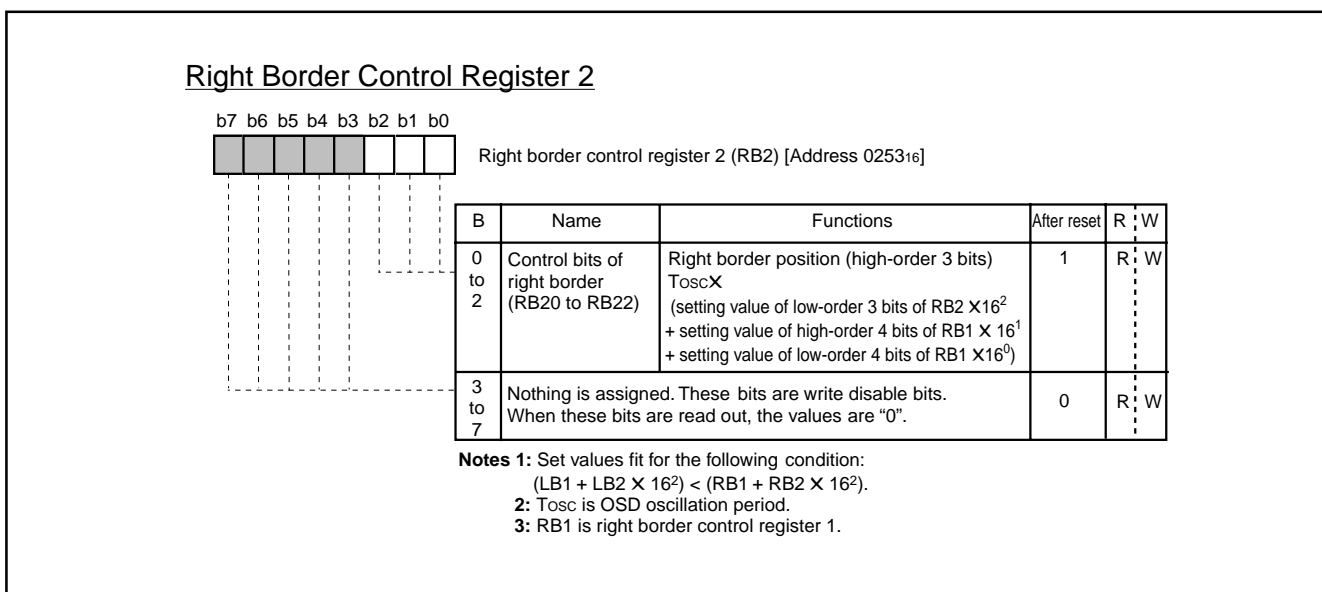 Right Border Control Register 2
b7 b6 b5 b4 b3 b2 b1 b0
Right border control register 2 (RB2) [Address 0253₁₆]
B Name Functions After reset R W
0 to 2
Control bits of right border (RB20 to RB22)
Right border position (high-order 3 bits)
Tosc✕
(setting value of low-order 3 bits of RB2 ✕16²
+ setting value of high-order 4 bits of RB1 ✕ 16¹
+ setting value of low-order 4 bits of RB1 ✕16⁰)
1 R W
3 to 7
Nothing is assigned. These bits are write disable bits.
When these bits are read out, the values are “0”.
0 R W
Notes 1: Set values fit for the following condition:
(LB1 + LB2 ✕ 16²) < (RB1 + RB2 ✕ 16²).
2: Tosc is OSD oscillation period.
3: RB1 is right border control register 1.